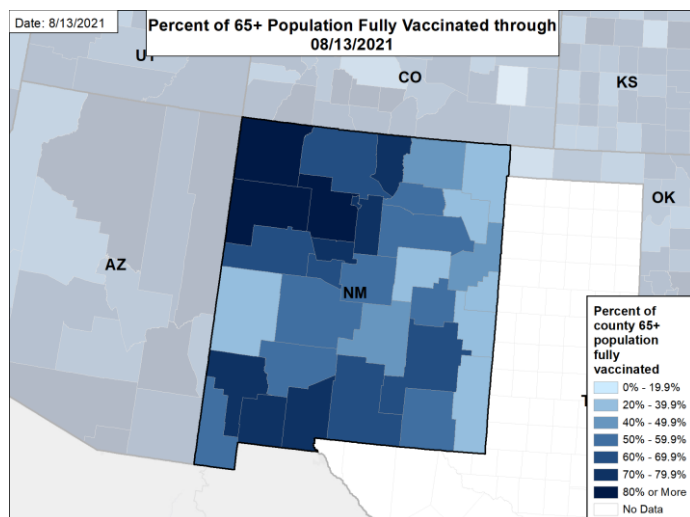 Date: 8/13/2021
Percent of 65+ Population Fully Vaccinated through
08/13/2021
UT
CO
KS
OK
AZ
NM
T
Percent of
county 65+
population
fully
vaccinated
0% - 19.9%
20% - 39.9%
40% - 49.9%
50% - 59.9%
60% - 69.9%
70% - 79.9%
80% or More
No Data